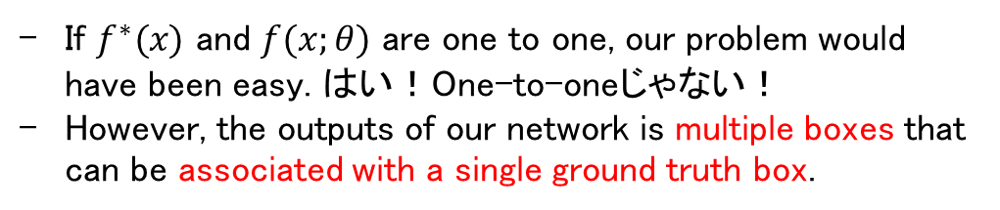 - If 𝑓*(𝑥) and 𝑓(𝑥; 𝜃) are one to one, our problem would
have been easy. はい！One-to-oneじゃない！
- However, the outputs of our network is multiple boxes that
can be associated with a single ground truth box.